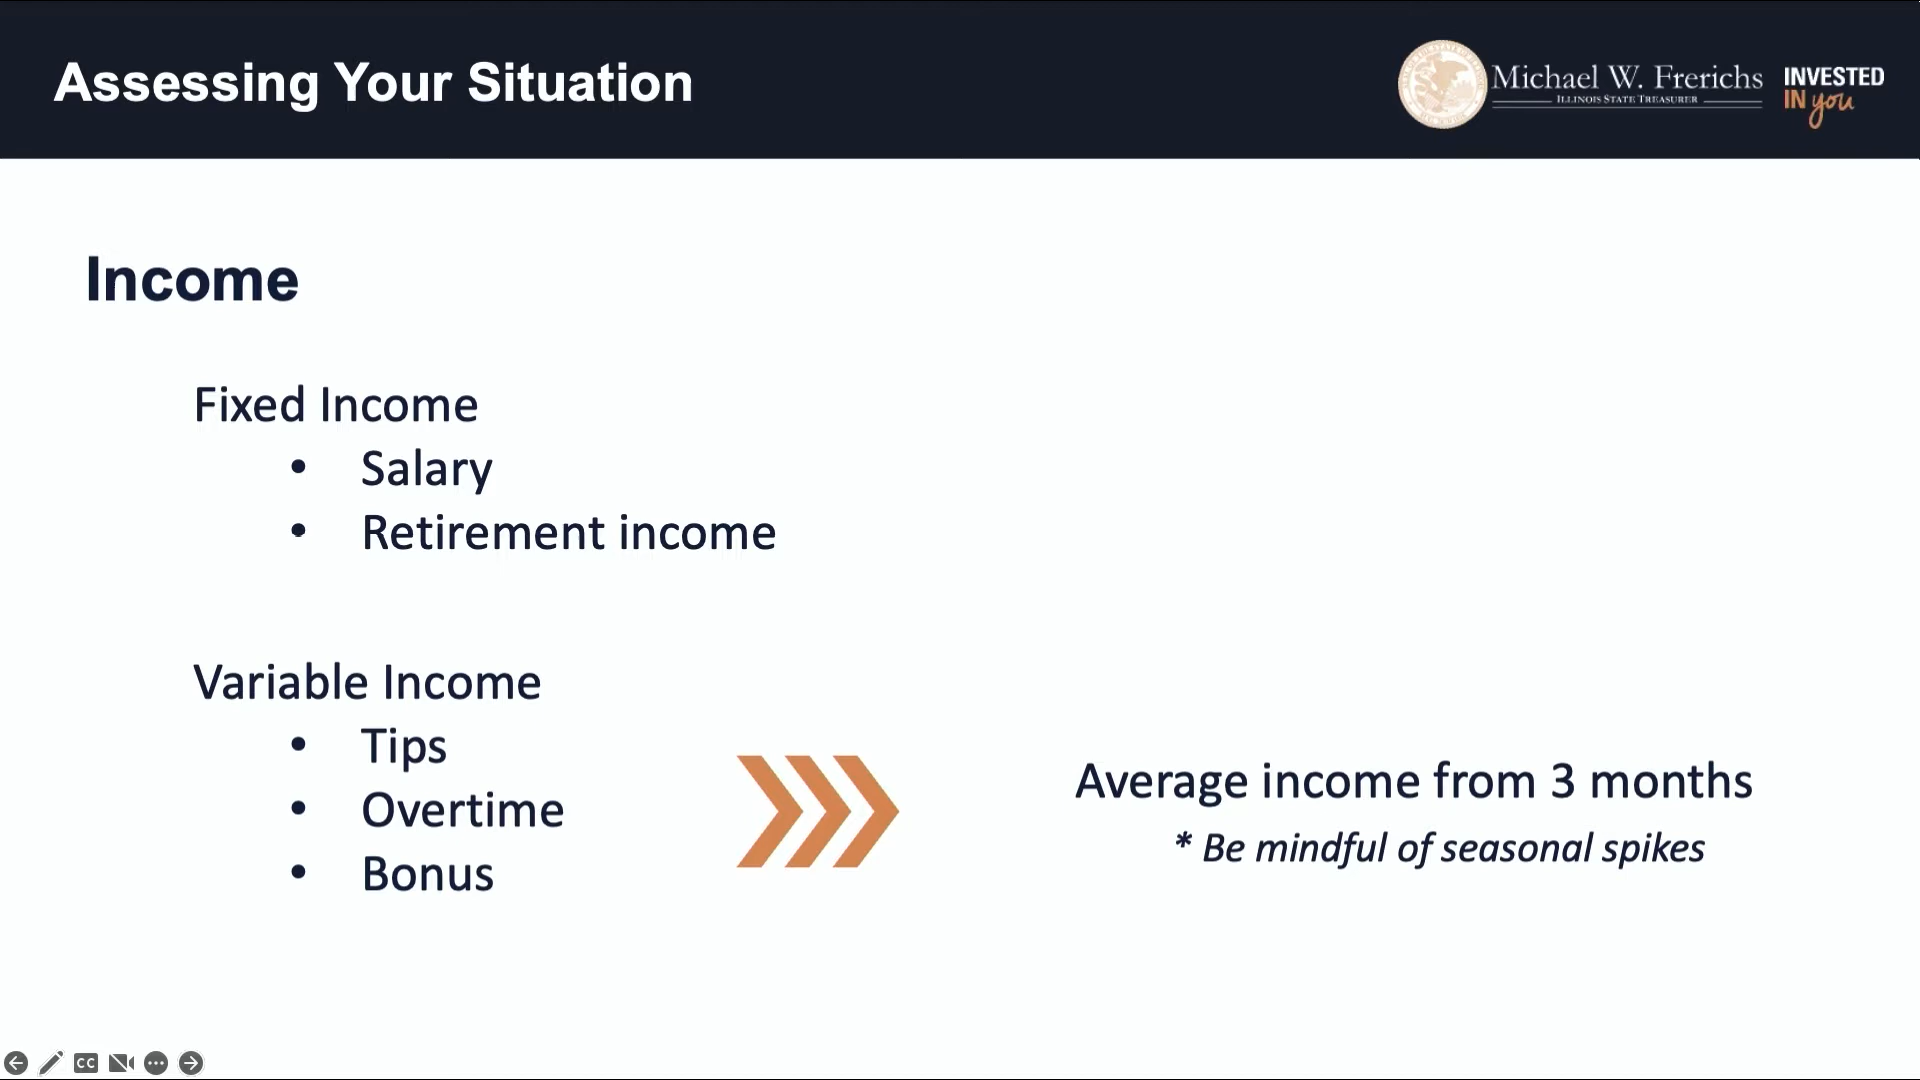 Assessing Your Situation
Michael W. Frerichs
ILLINOIS STATE TREASURER
INVESTED
IN you
Income
Fixed Income
• Salary
• Retirement income
Variable Income
• Tips
• Overtime
• Bonus
Average income from 3 months
* Be mindful of seasonal spikes
CC